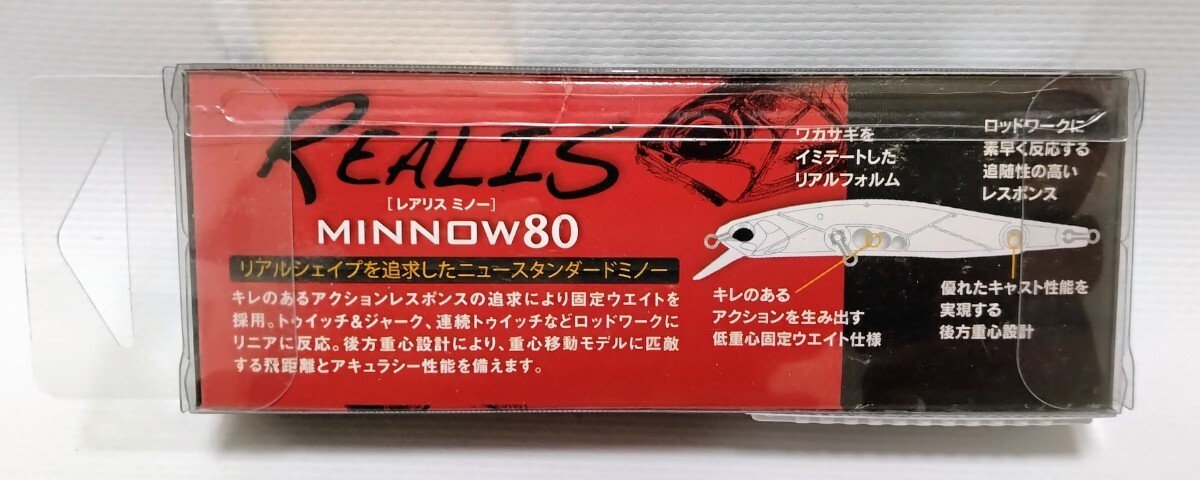 REALIS
[レアリス ミノー]
MINNOW80
リアルシェイプを追求したニュースタンダードミノー
キレのあるアクションレスポンスの追求により固定ウエイトを
採用。トゥイッチ&ジャーク、連続トゥイッチなどロッドワークに
リニアに反応。後方重心設計により、重心移動モデルに匹敵
する飛距離とアキュラシー性能を備えます。
ワカサギを
イミテートした
リアルフォルム
ロッドワークに
素早く反応する
追随性の高い
レスポンス
キレのある
アクションを生み出す
低重心固定ウエイト仕様
優れたキャスト性能を
実現する
後方重心設計